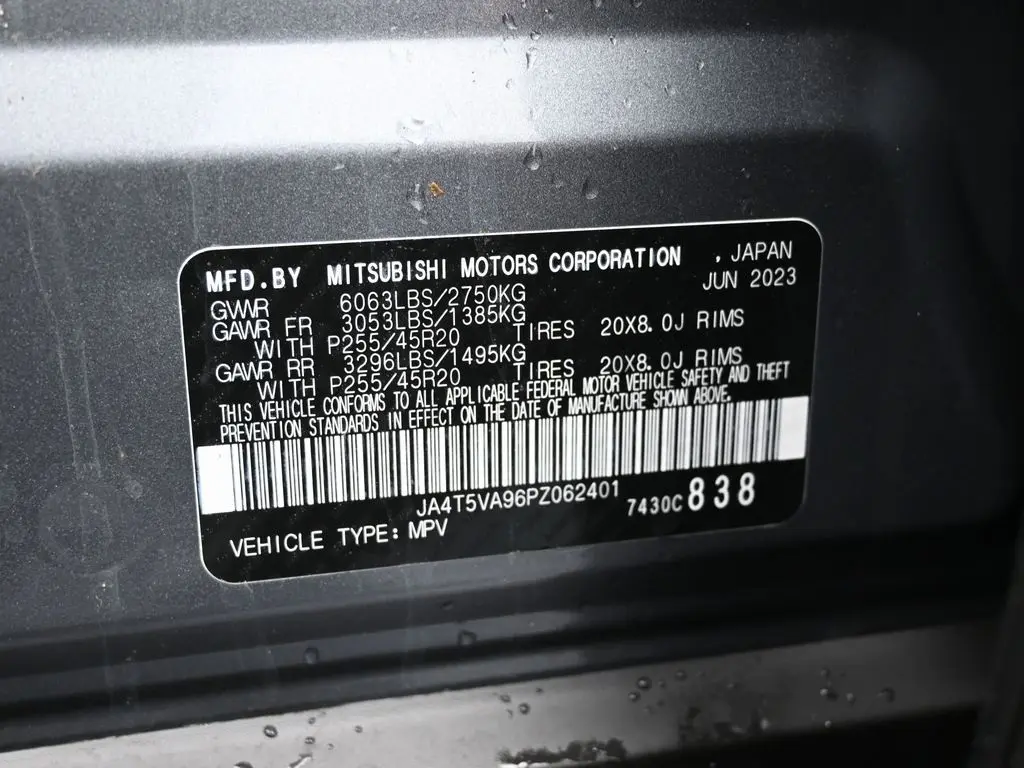 MFD.BY MITSUBISHI MOTORS CORPORATION , JAPAN
JUN 2023
GVWR 6063LBS/2750KG
GAWR FR 3053LBS/1385KG
WITH P255/45R20 TIRES 20X8.0J RIMS
GAWR RR 3296LBS/1495KG
WITH P255/45R20 TIRES 20X8.0J RIMS
THIS VEHICLE CONFORMS TO ALL APPLICABLE FEDERAL MOTOR VEHICLE SAFETY AND THEFT
PREVENTION STANDARDS IN EFFECT ON THE DATE OF MANUFACTURE SHOWN ABOVE.
JA4T5VA96PZ062401
7430C 838
VEHICLE TYPE: MPV